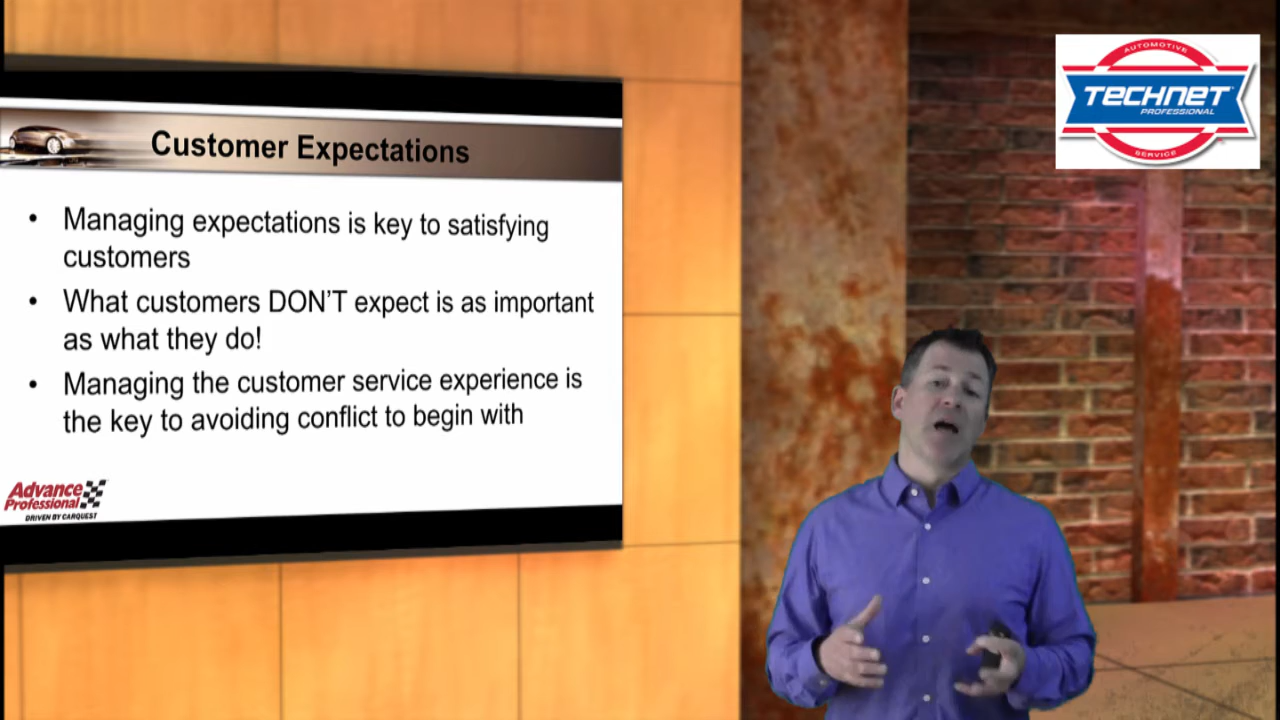 AUTOMOTIVE
TECHNET
PROFESSIONAL
SERVICE
Customer Expectations
• Managing expectations is key to satisfying
customers
• What customers DON'T expect is as important
as what they do!
• Managing the customer service experience is
the key to avoiding conflict to begin with
Advance
Professional
DRIVEN BY CARQUEST